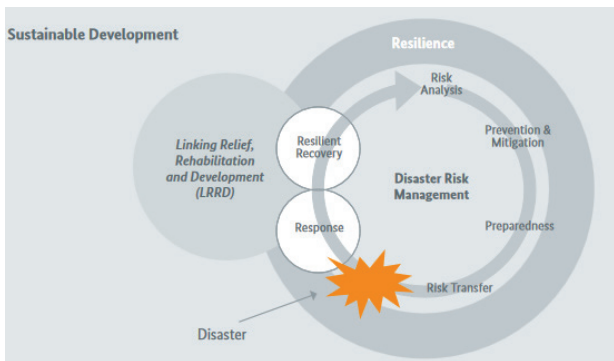 Sustainable Development
Resilience
Risk
Analysis
Prevention &
Mitigation
Linking Relief,
Rehabilitation
and Development
(LRRD)
Resilient
Recovery
Disaster Risk
Management
Response
Preparedness
Risk Transfer
Disaster